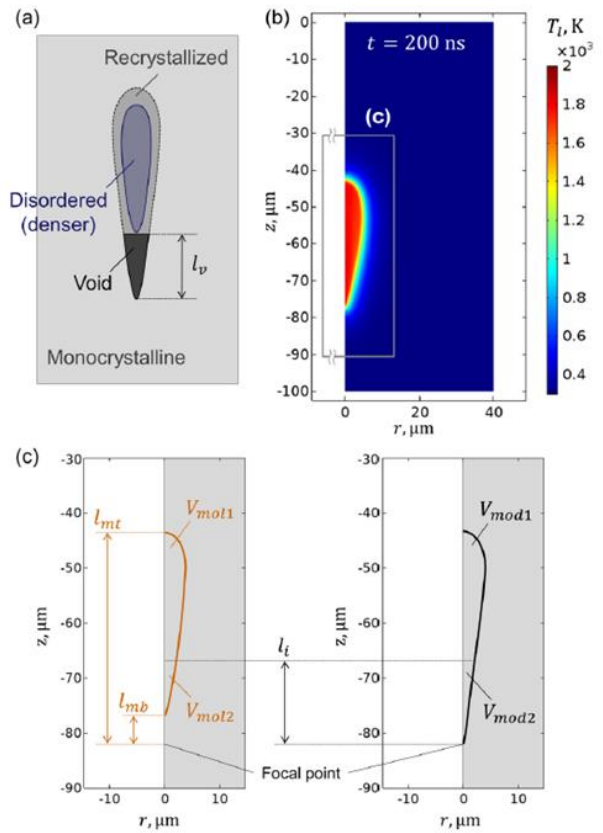 (a)
Recrystallized
Disordered
(denser)
Void
l_v
Monocrystalline
(b)
t = 200 ns
(c)
0
-10
-20
-30
-40
-50
-60
-70
-80
-90
-100
z, μm
0
20
40
r, μm
T_l, K
×10³
2
1.8
1.6
1.4
1.2
1
0.8
0.6
0.4
(c)
-30
-40
-50
-60
-70
-80
-90
z, μm
l_mt
V_mol1
l_mb
V_mol2
-10
0
10
r, μm
l_i
Focal point
-30
-40
-50
-60
-70
-80
-90
z, μm
V_mod1
V_mod2
-10
0
10
r, μm